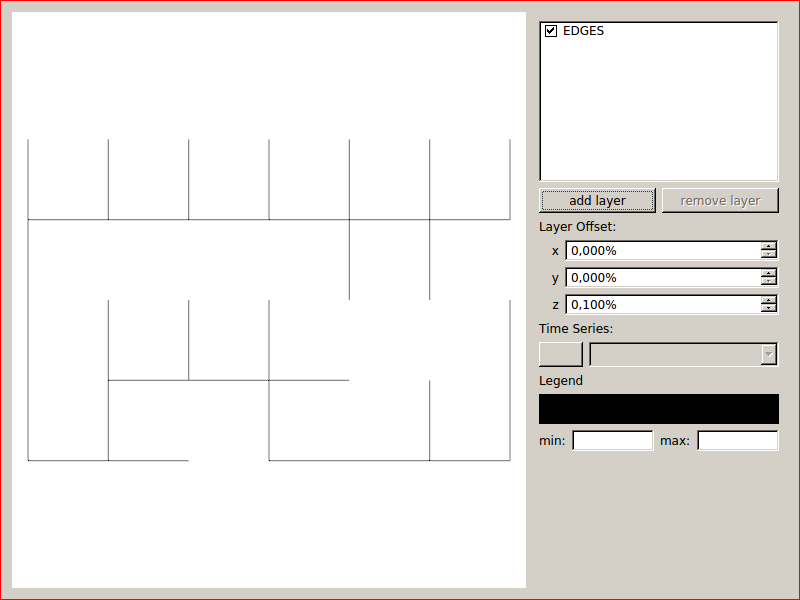 EDGES
add layer remove layer
Layer Offset:
x 0,000%
y 0,000%
z 0,100%
Time Series:
Legend
min: max: